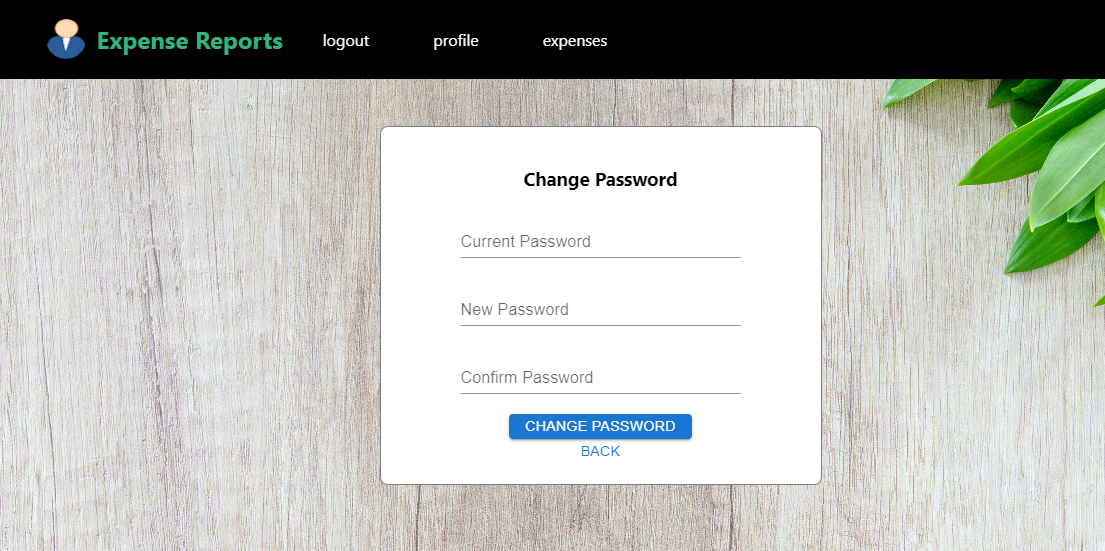 Expense Reports logout profile expenses
Change Password
Current Password
New Password
Confirm Password
CHANGE PASSWORD
BACK